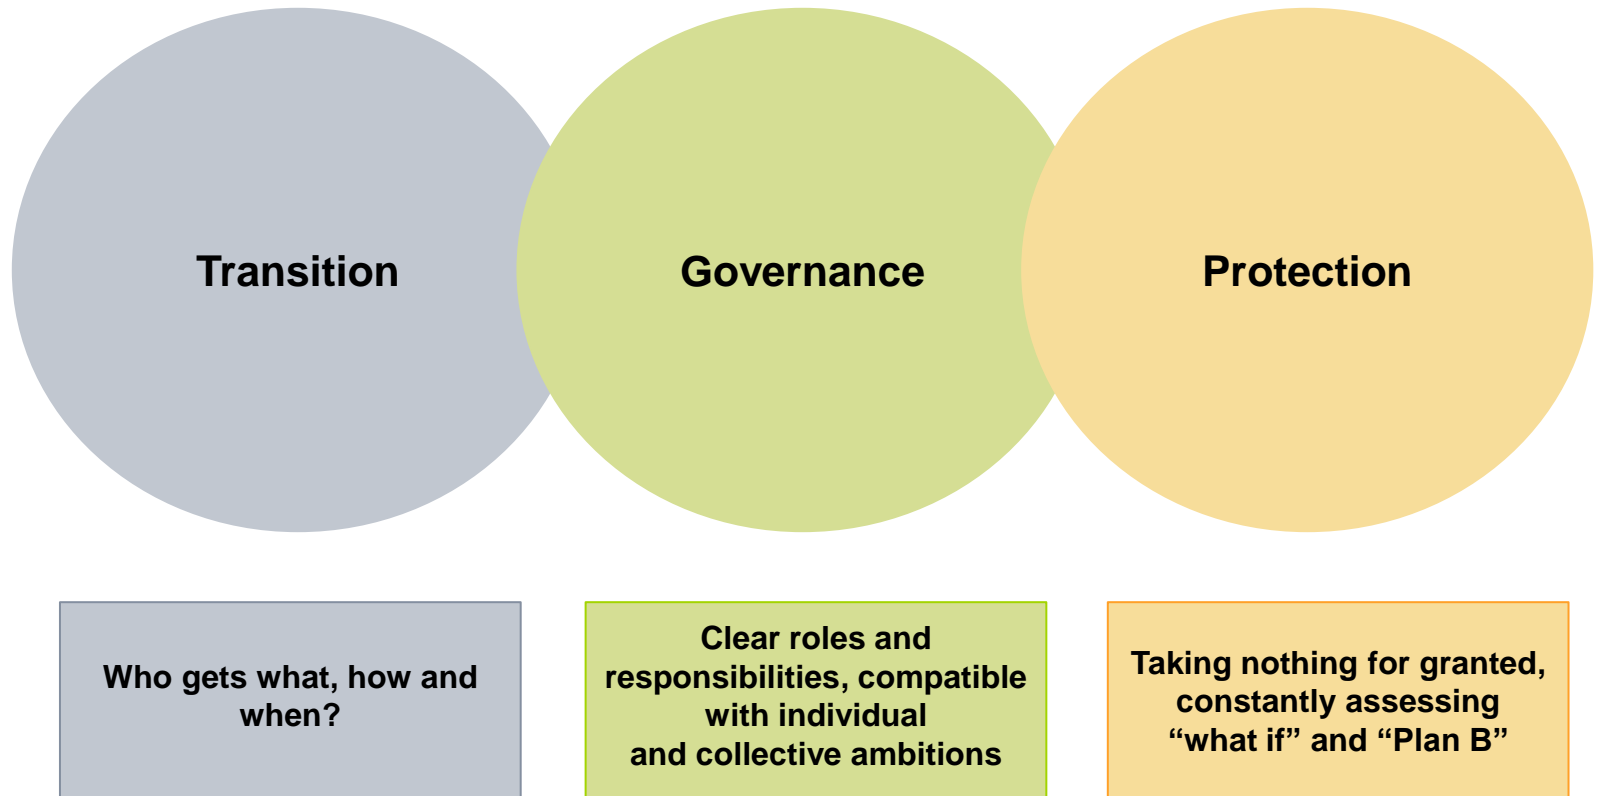 Transition
Governance
Protection
Who gets what, how and
when?
Clear roles and
responsibilities, compatible
with individual
and collective ambitions
Taking nothing for granted,
constantly assessing
“what if” and “Plan B”